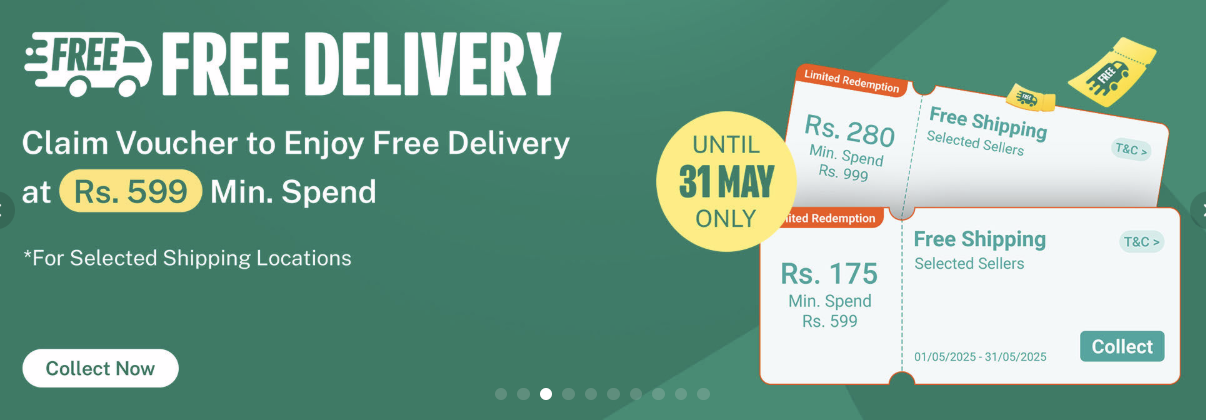 FREE
FREE DELIVERY
Claim Voucher to Enjoy Free Delivery
at Rs. 599 Min. Spend
*For Selected Shipping Locations
Collect Now
UNTIL
31 MAY
ONLY
Limited Redemption
Rs. 280
Min. Spend
Rs. 999
Free Shipping
Selected Sellers
T&C >
FREE
FREE
ited Redemption
Rs. 175
Min. Spend
Rs. 599
Free Shipping
Selected Sellers
T&C >
01/05/2025 - 31/05/2025
Collect